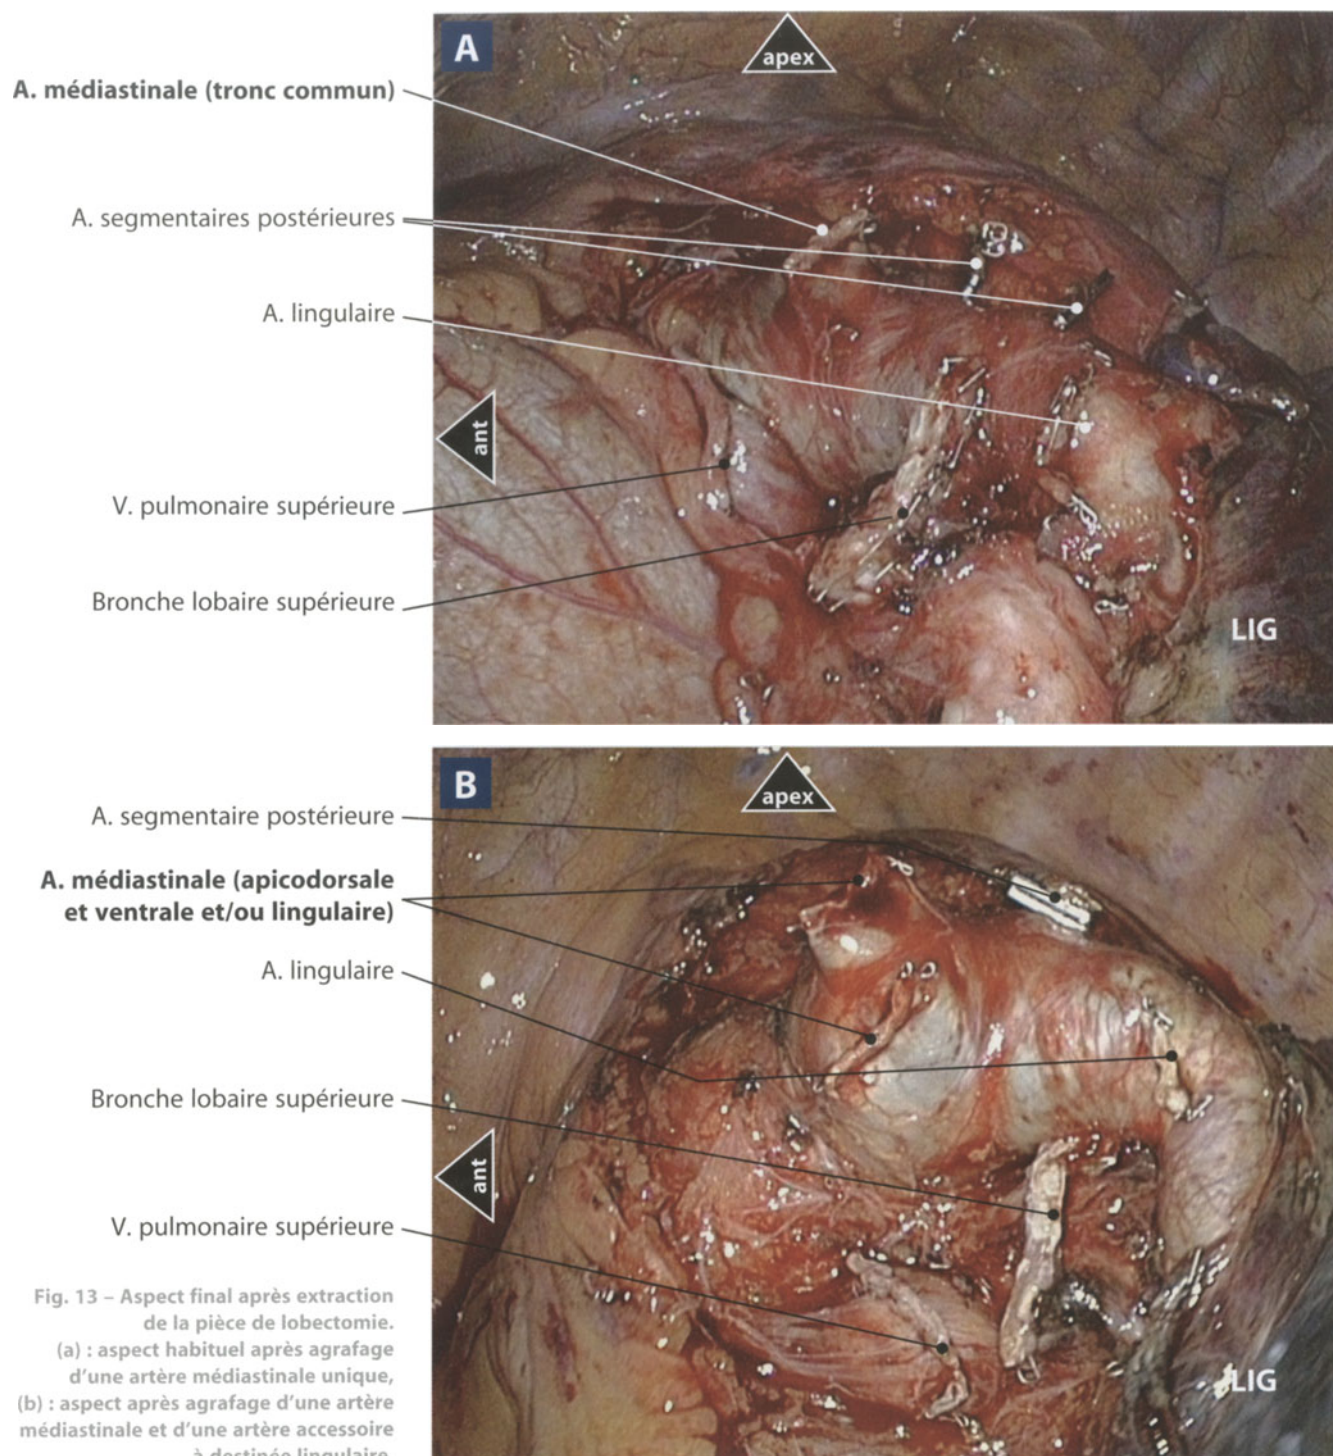 A
apex
A. médiastinale (tronc commun)
A. segmentaires postérieures
A. lingulaire
ant
V. pulmonaire supérieure
Bronche lobaire supérieure
LIG
B
apex
A. segmentaire postérieure
A. médiastinale (apicodorsale
et ventrale et/ou lingulaire)
A. lingulaire
Bronche lobaire supérieure
ant
V. pulmonaire supérieure
LIG
Fig. 13 – Aspect final après extraction
de la pièce de lobectomie.
(a) : aspect habituel après agrafage
d'une artère médiastinale unique,
(b) : aspect après agrafage d'une artère
médiastinale et d'une artère accessoire
à destinée lingulaire.